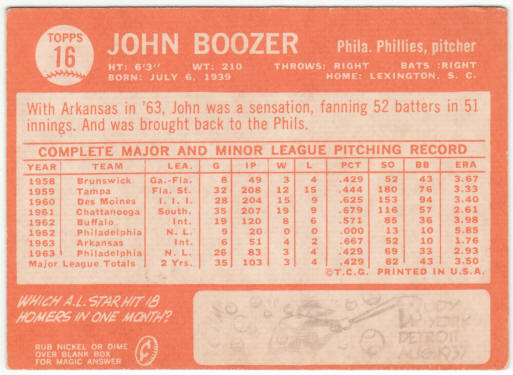 TOPPS
16
JOHN BOOZER
Phila. Phillies, pitcher
HT: 6'3" WT: 210 THROWS: RIGHT BATS :RIGHT
BORN: JULY 6, 1939 HOME: LEXINGTON, S. C.
With Arkansas in '63, John was a sensation, fanning 52 batters in 51
innings. And was brought back to the Phils.
COMPLETE MAJOR AND MINOR LEAGUE PITCHING RECORD
YEAR TEAM LEA. G IP W L PCT SO BB ERA
1958 Brunswick Ga.-Fla. 8 49 3 4 .429 52 43 3.67
1959 Tampa Fla. St. 32 208 12 15 .444 180 76 3.33
1960 Des Moines I. I. I. 28 204 15 9 .625 153 94 3.40
1961 Chattanooga South. 35 207 19 9 .679 116 57 2.61
1962 Buffalo Int. 19 120 8 6 .571 85 36 3.98
1962 Philadelphia N. L. 9 20 0 0 .000 13 10 5.85
1963 Arkansas Int. 6 51 4 2 .667 52 10 1.76
1963 Philadelphia N. L. 26 83 3 4 .429 69 33 2.93
Major League Totals 2 Yrs. 35 103 3 4 .429 82 43 3.50
©T.C.G. PRINTED IN U.S.A.
WHICH A.L. STAR HIT 18
HOMERS IN ONE MONTH?
RUB NICKEL OR DIME
OVER BLANK BOX
FOR MAGIC ANSWER
RUDY
YORK
DETROIT
AUG. 1937